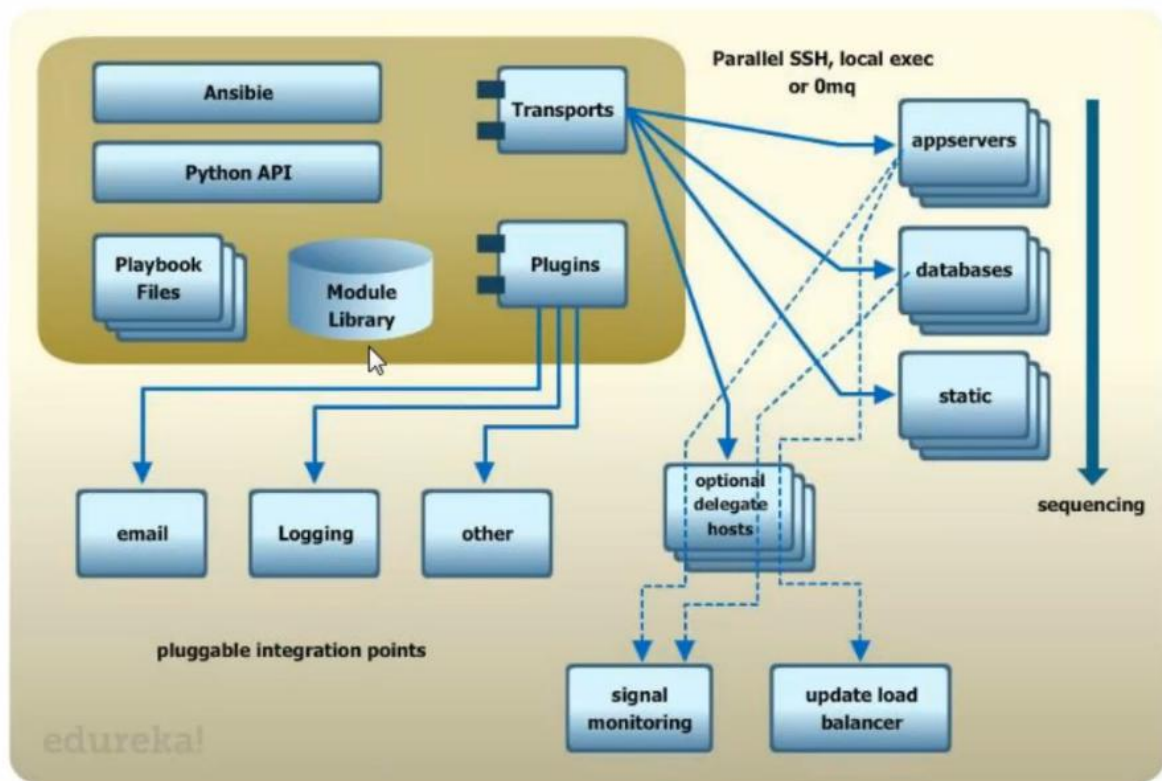 Ansibie
Python API
Playbook
Files
Module
Library
Transports
Plugins
Parallel SSH, local exec
or 0mq
appservers
databases
static
sequencing
optional
delegate
hosts
email
Logging
other
pluggable integration points
signal
monitoring
update load
balancer
edureka!